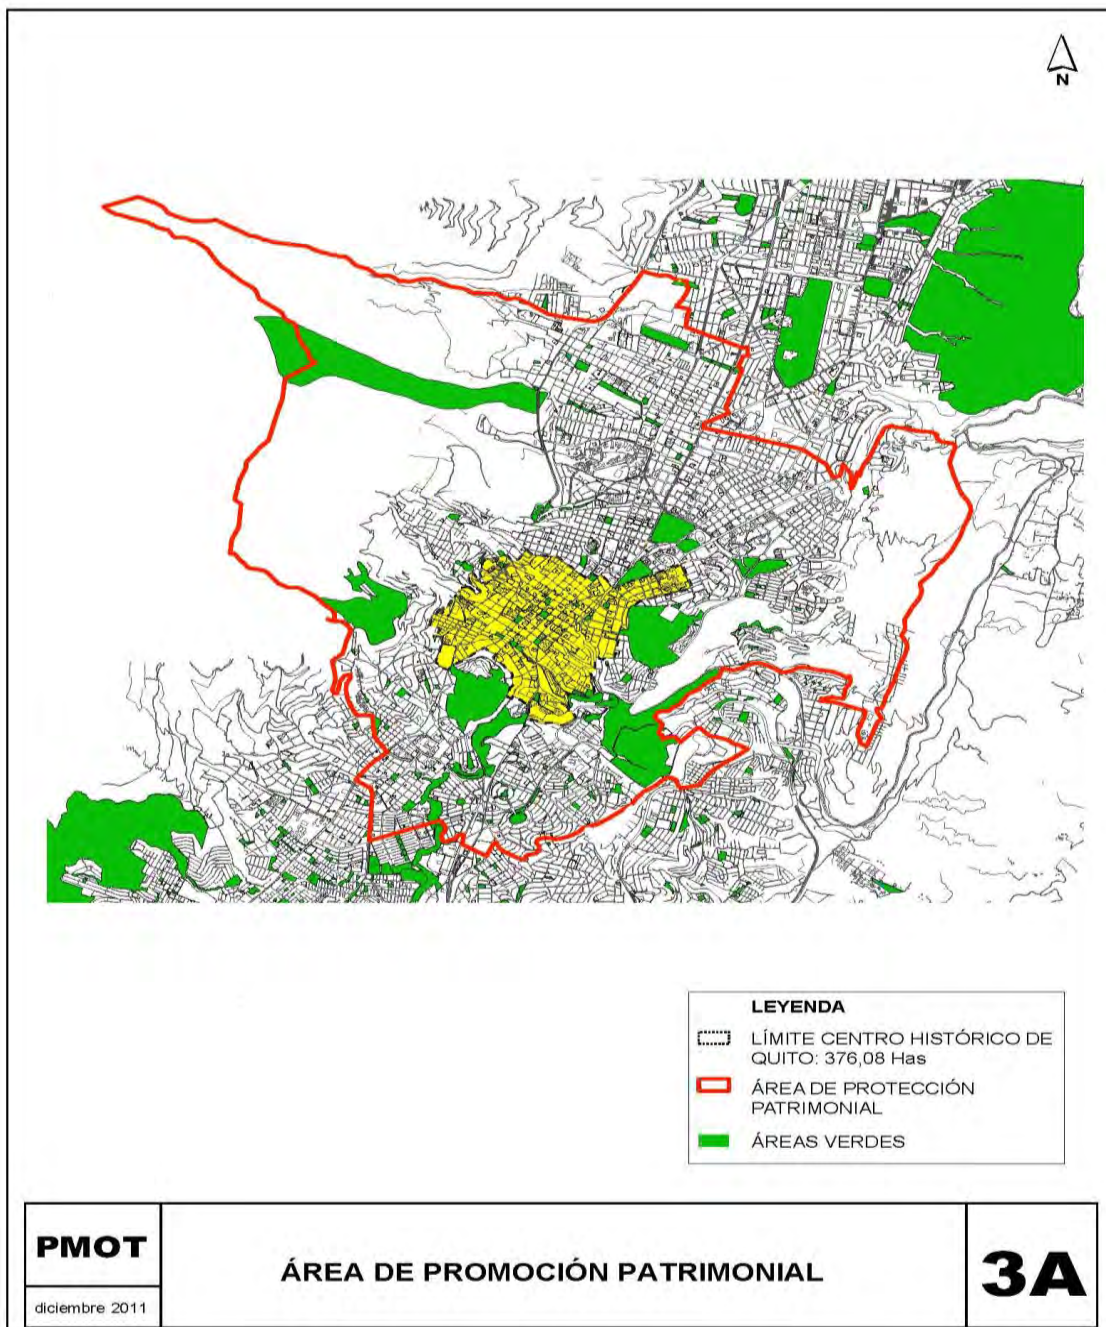 N
LEYENDA
LÍMITE CENTRO HISTÓRICO DE
QUITO: 376,08 Has
ÁREA DE PROTECCIÓN
PATRIMONIAL
ÁREAS VERDES
PMOT
diciembre 2011
ÁREA DE PROMOCIÓN PATRIMONIAL
3A